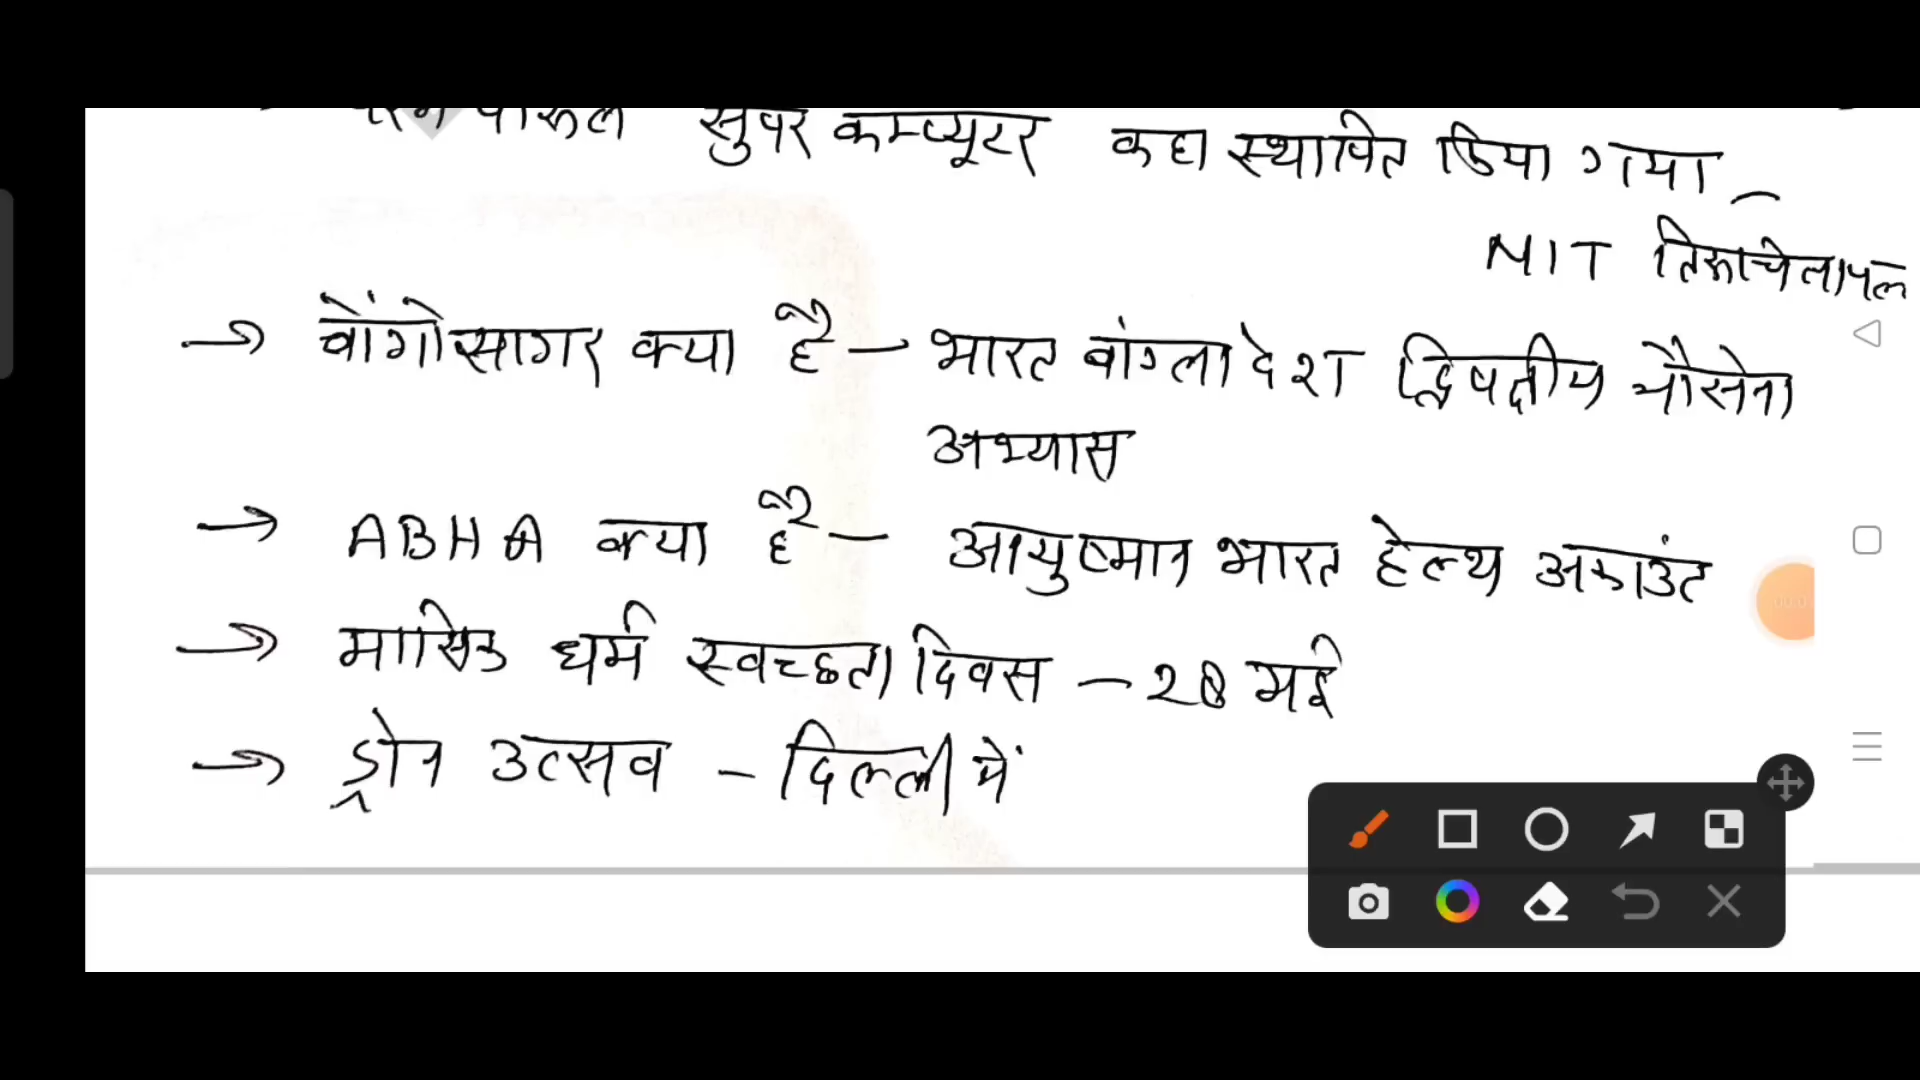 सुपर कम्प्यूटर कहा स्थापित किया गया –
NIT
→ बोंगोसागर क्या है – भारत बांग्लादेश द्विपक्षीय नौसेना
अभ्यास
→ ABHA क्या है – आयुष्मान भारत हेल्थ अकाउंट
→ मासिक धर्म स्वच्छता दिवस – 28 मई
→ ड्रोन उत्सव – दिल्ली में